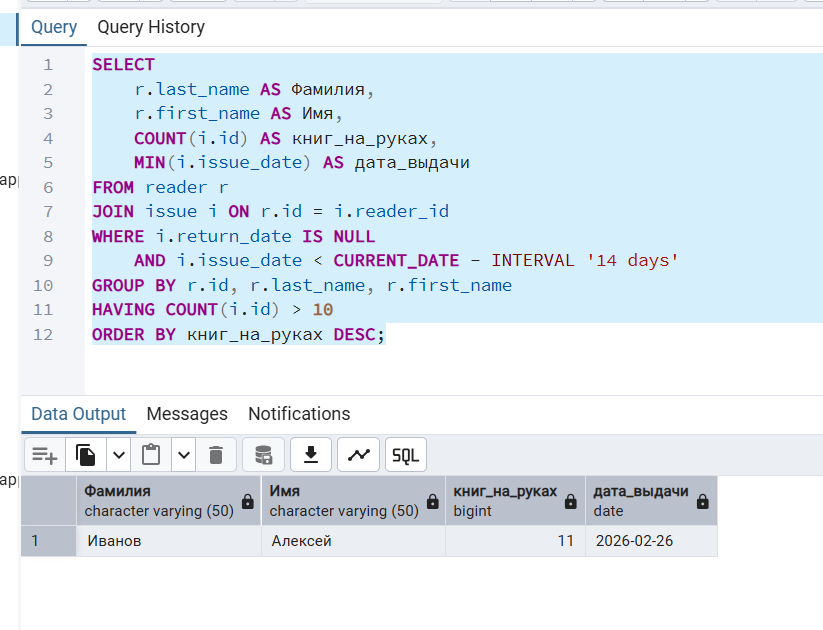 Query Query History
1 SELECT
2 r.last_name AS Фамилия,
3 r.first_name AS Имя,
4 COUNT(i.id) AS книг_на_руках,
5 MIN(i.issue_date) AS дата_выдачи
6 FROM reader r
7 JOIN issue i ON r.id = i.reader_id
8 WHERE i.return_date IS NULL
9 AND i.issue_date < CURRENT_DATE - INTERVAL '14 days'
10 GROUP BY r.id, r.last_name, r.first_name
11 HAVING COUNT(i.id) > 10
12 ORDER BY книг_на_руках DESC;
Data Output Messages Notifications
SQL
Фамилия Имя книг_на_руках дата_выдачи
character varying (50) character varying (50) bigint date
1 Иванов Алексей 11 2026-02-26